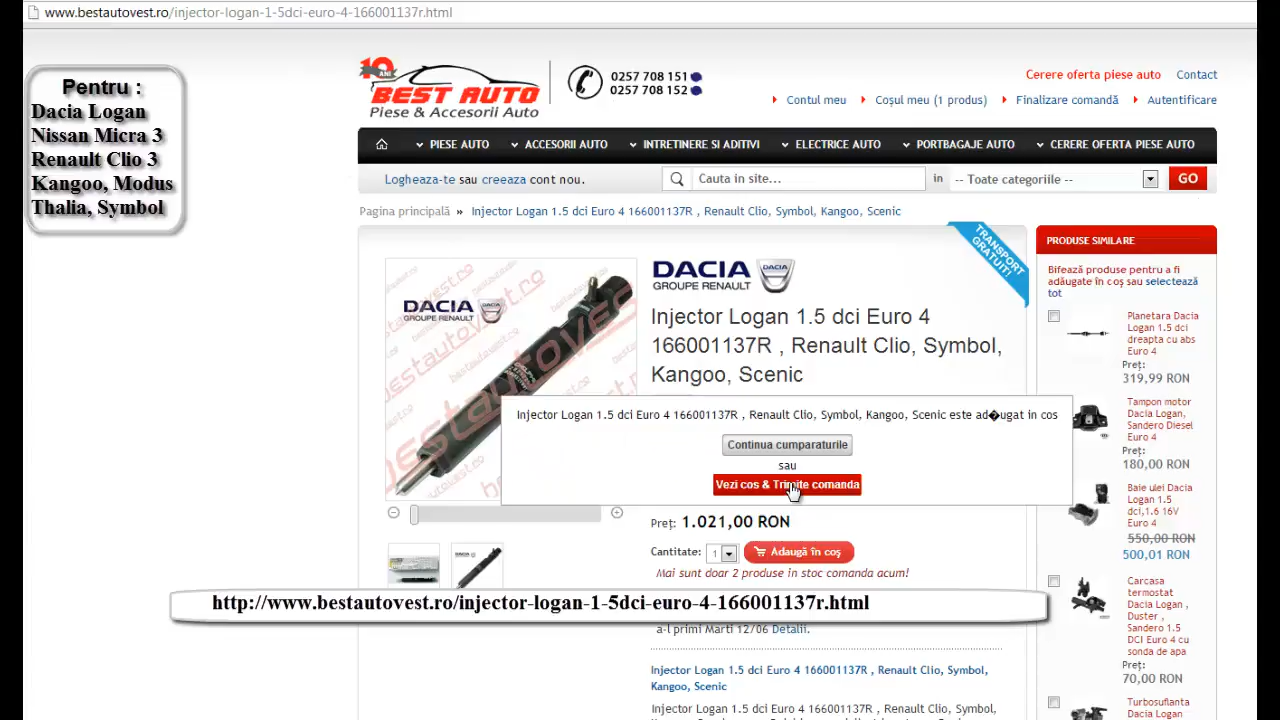 www.bestautovest.ro/injector-logan-1-5dci-euro-4-166001137r.html
Pentru :
Dacia Logan
Nissan Micra 3
Renault Clio 3
Kangoo, Modus
Thalia, Symbol
10
ANI
BEST AUTO
Piese & Accesorii Auto
0257 708 151
0257 708 152
Cerere oferta piese auto
Contact
Contul meu
Coșul meu (1 produs)
Finalizare comandă
Autentificare
PIESE AUTO
ACCESORII AUTO
INTRETINERE SI ADITIVI
ELECTRICE AUTO
PORTBAGAJE AUTO
CERERE OFERTA PIESE AUTO
Logheaza-te sau creeaza cont nou.
Cauta in site...
in
-- Toate categoriile --
GO
Pagina principală » Injector Logan 1.5 dci Euro 4 166001137R , Renault Clio, Symbol, Kangoo, Scenic
TRANSPORT
GRATUIT!
DACIA
GROUPE RENAULT
bestautovest.ro
DACIA
GROUPE RENAULT
Injector Logan 1.5 dci Euro 4
166001137R , Renault Clio, Symbol,
Kangoo, Scenic
Injector Logan 1.5 dci Euro 4 166001137R , Renault Clio, Symbol, Kangoo, Scenic este ad�ugat in cos
Continua cumparaturile
sau
Vezi cos & Trimite comanda
Preț: 1.021,00 RON
Cantitate: 1
Adaugă în coș
Mai sunt doar 2 produse in stoc comanda acum!
http://www.bestautovest.ro/injector-logan-1-5dci-euro-4-166001137r.html
a-l primi Marti 12/06 Detalii.
Injector Logan 1.5 dci Euro 4 166001137R , Renault Clio, Symbol,
Kangoo, Scenic
Injector Logan 1.5 dci Euro 4 166001137R , Renault Clio, Symbol,
PRODUSE SIMILARE
Bifează produse pentru a fi
adăugate în coș sau selectează
tot
Planetara Dacia
Logan 1.5 dci
dreapta cu abs
Euro 4
Preț:
319,99 RON
Tampon motor
Dacia Logan,
Sandero Diesel
Euro 4
Preț:
180,00 RON
Baie ulei Dacia
Logan 1.5
dci,1.6 16V
Euro 4
550,00 RON
500,01 RON
Carcasa
termostat
Dacia Logan ,
Duster ,
Sandero 1.5
DCI Euro 4 cu
sonda de apa
Preț:
70,00 RON
Turbosuflanta
Dacia Logan